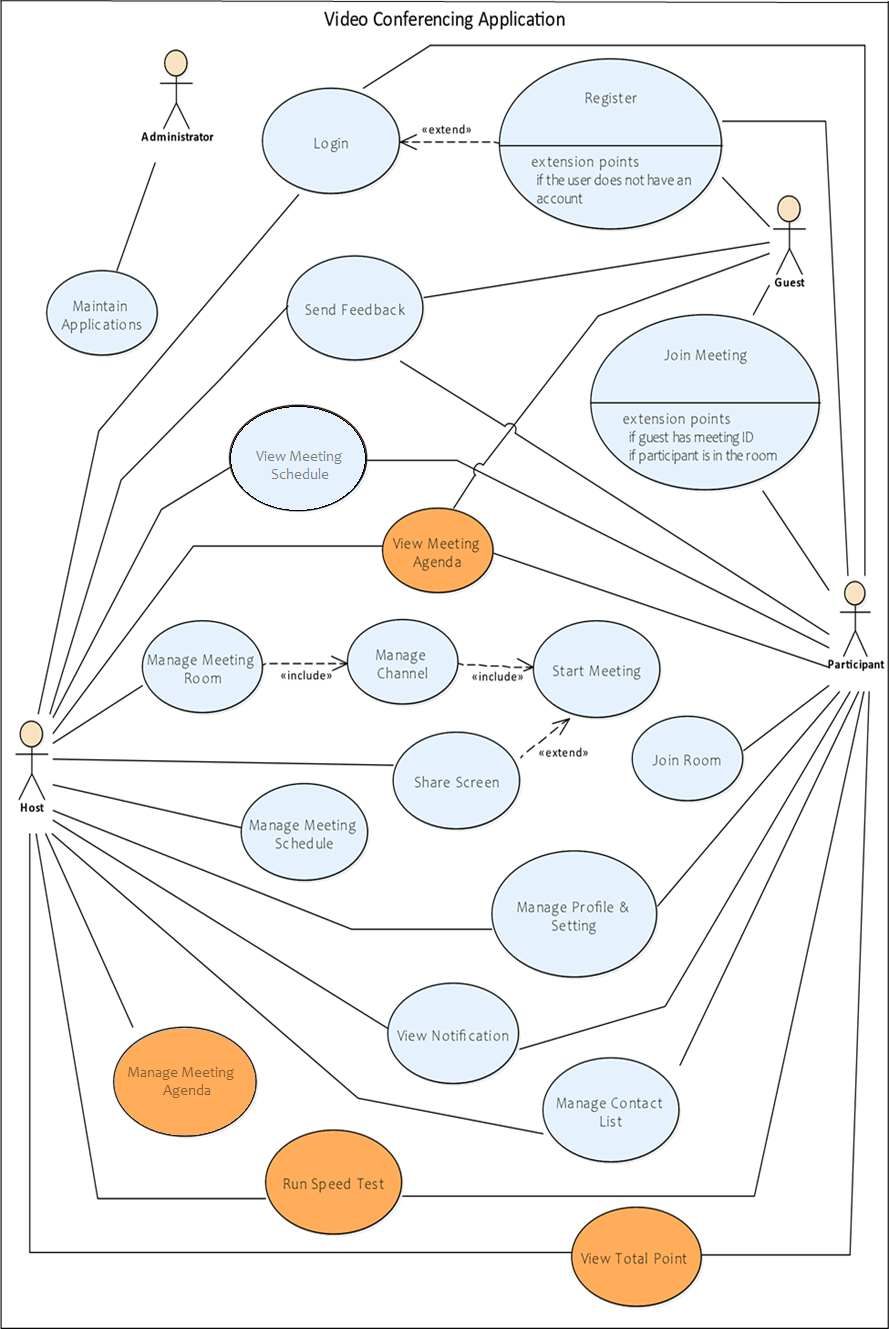 Video Conferencing Application
Administrator
Login
«extend»
Register
extension points
if the user does not have an
account
Guest
Maintain
Applications
Send Feedback
Join Meeting
extension points
if guest has meeting ID
if participant is in the room
View Meeting
Schedule
View Meeting
Agenda
Manage Meeting
Room
«include»
Manage
Channel
«include»
Start Meeting
Participant
«extend»
Share Screen
Join Room
Host
Manage Meeting
Schedule
Manage Profile &
Setting
View Notification
Manage Meeting
Agenda
Manage Contact
List
Run Speed Test
View Total Point